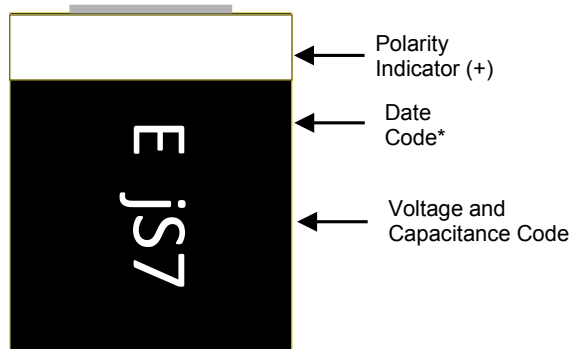 Polarity
Indicator (+)
Date
Code*
Voltage and
Capacitance Code
E jS7